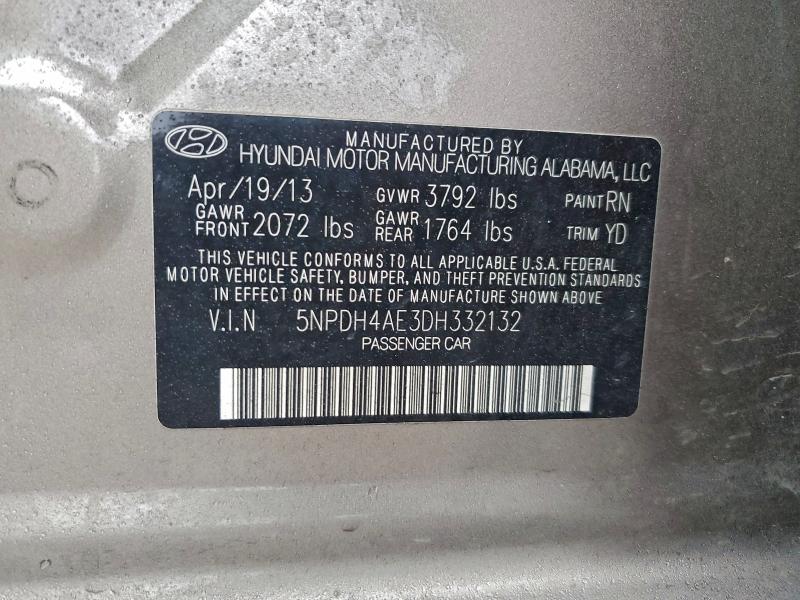 MANUFACTURED BY
HYUNDAI MOTOR MANUFACTURING ALABAMA, LLC
Apr/19/13 GVWR 3792 lbs PAINT RN
GAWR FRONT 2072 lbs GAWR REAR 1764 lbs TRIM YD
THIS VEHICLE CONFORMS TO ALL APPLICABLE U.S.A. FEDERAL
MOTOR VEHICLE SAFETY, BUMPER, AND THEFT PREVENTION STANDARDS
IN EFFECT ON THE DATE OF MANUFACTURE SHOWN ABOVE
V.I.N 5NPDH4AE3DH332132
PASSENGER CAR